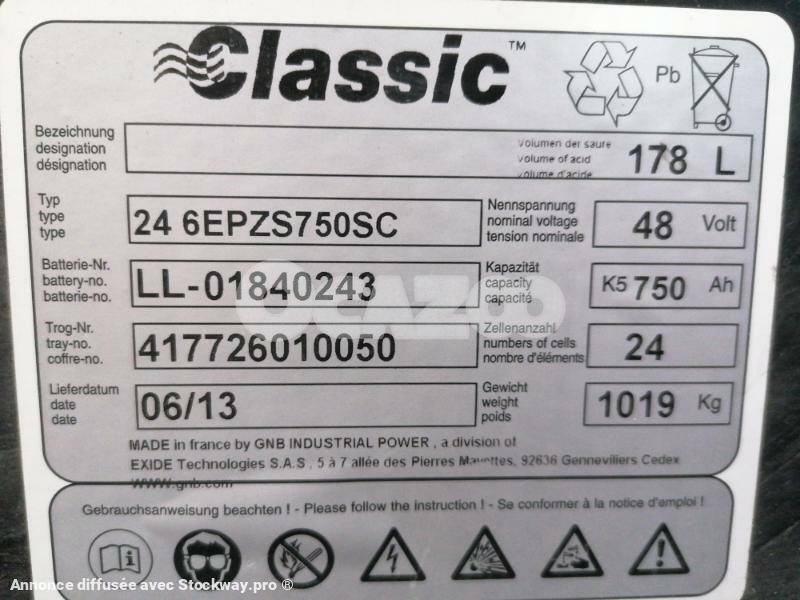 Classic™
Pb
Bezeichnung
designation
désignation
Volumen der saure
volume of acid
volume d'acide
178 L
Typ
type
type
24 6EPZS750SC
Nennspannung
nominal voltage
tension nominale
48 Volt
Batterie-Nr.
battery-no.
batterie-no.
LL-01840243
Kapazität
capacity
capacité
K5 750 Ah
Trog-Nr.
tray-no.
coffre-no.
417726010050
Zellenanzahl
numbers of cells
nombre d'éléments
24
Lieferdatum
date
date
06/13
Gewicht
weight
poids
1019 Kg
OCAZOO
MADE in france by GNB INDUSTRIAL POWER , a division of
EXIDE Technologies S.A.S , 5 à 7 allée des Pierres Mayettes, 92636 Genneviliers Cedex
www.gnb.com
Gebrauchsanweisung beachten ! - Please follow the instruction ! - Se conformer à la notice d'emploi !
Annonce diffusée avec Stockway.pro ®